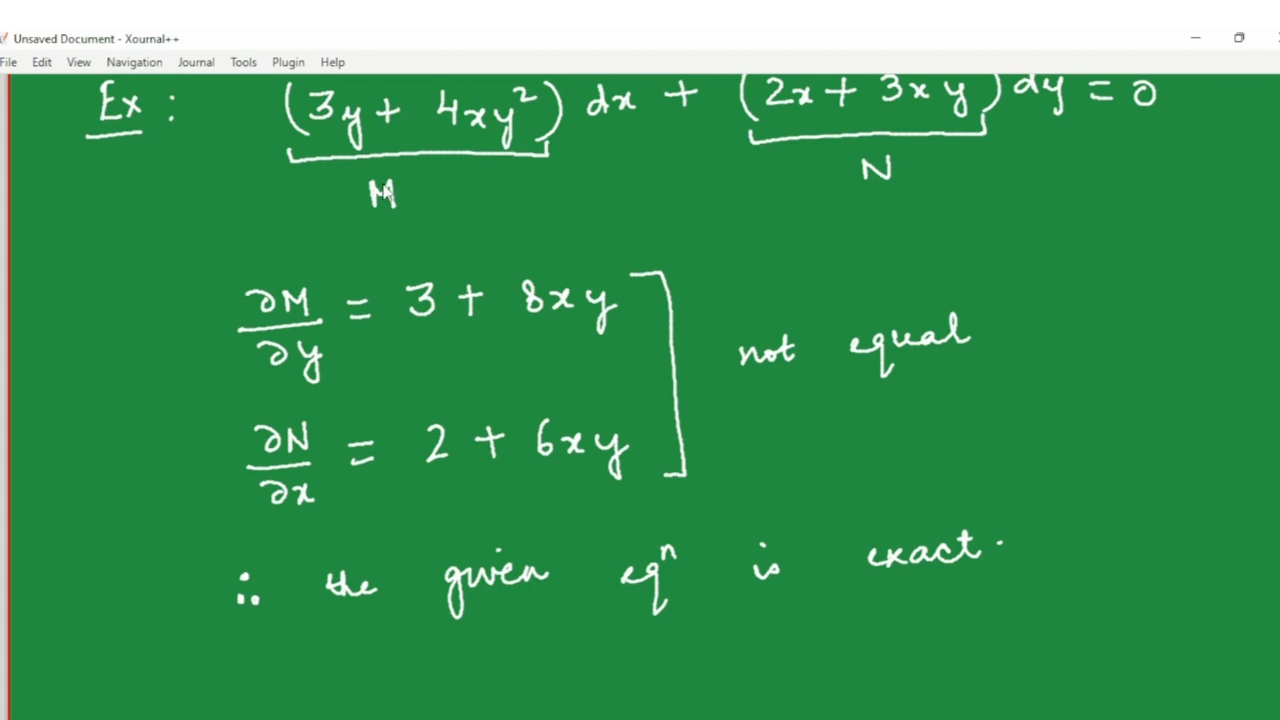 Unsaved Document - Xournal++
File Edit View Navigation Journal Tools Plugin Help
Ex : (3y + 4xy²) dx + (2x + 3xy) dy = 0
M N
∂M/∂y = 3 + 8xy
not equal
∂N/∂x = 2 + 6xy
∴ the given eqⁿ is exact.